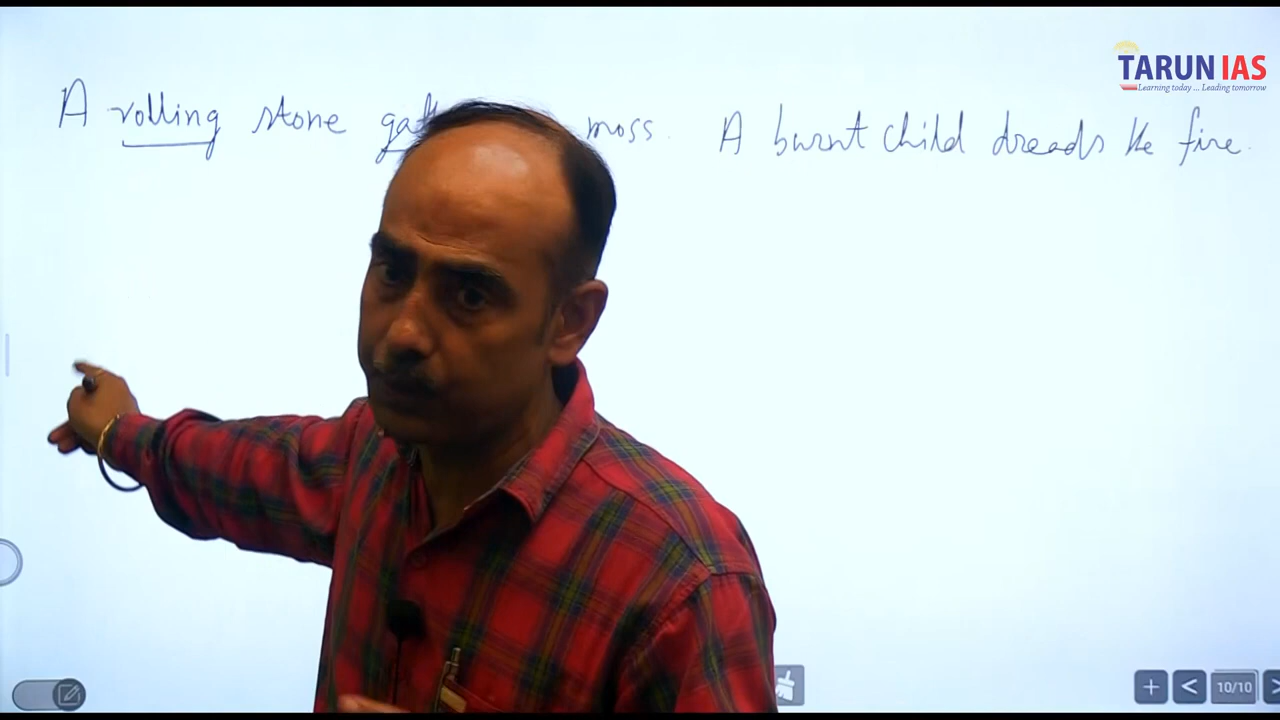 TARUN IAS
Learning today ... Leading tomorrow
A rolling stone moss. A burnt child dreads the fire.
10/10